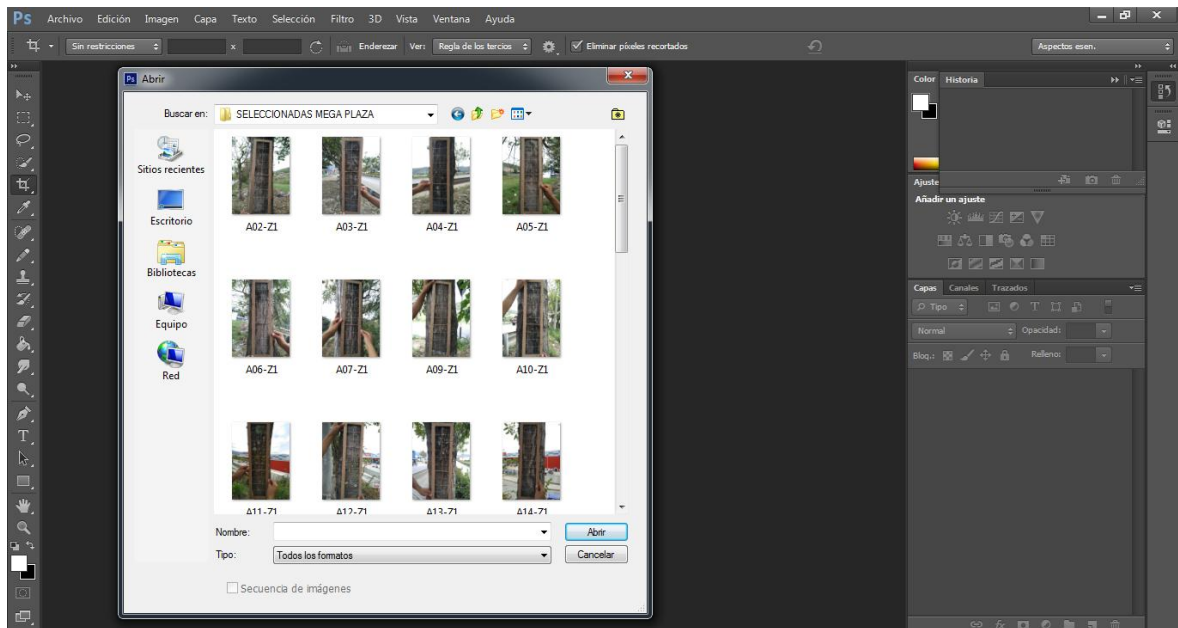 Ps Archivo Edición Imagen Capa Texto Selección Filtro 3D Vista Ventana Ayuda
Sin restricciones x Enderezar Ver: Regla de los tercios Eliminar píxeles recortados Aspectos esen.
Ps Abrir
Buscar en: SELECCIONADAS MEGA PLAZA
Sitios recientes
Escritorio
Bibliotecas
Equipo
Red
A02-Z1 A03-Z1 A04-Z1 A05-Z1
A06-Z1 A07-Z1 A09-Z1 A10-Z1
A11-Z1 A12-Z1 A13-Z1 A14-Z1
Nombre: Abrir
Tipo: Todos los formatos Cancelar
Secuencia de imágenes
Color Historia
Ajuste
Añadir un ajuste
Capas Canales Trazados
Tipo
Normal Opacidad:
Bloq.: Relleno:
fx